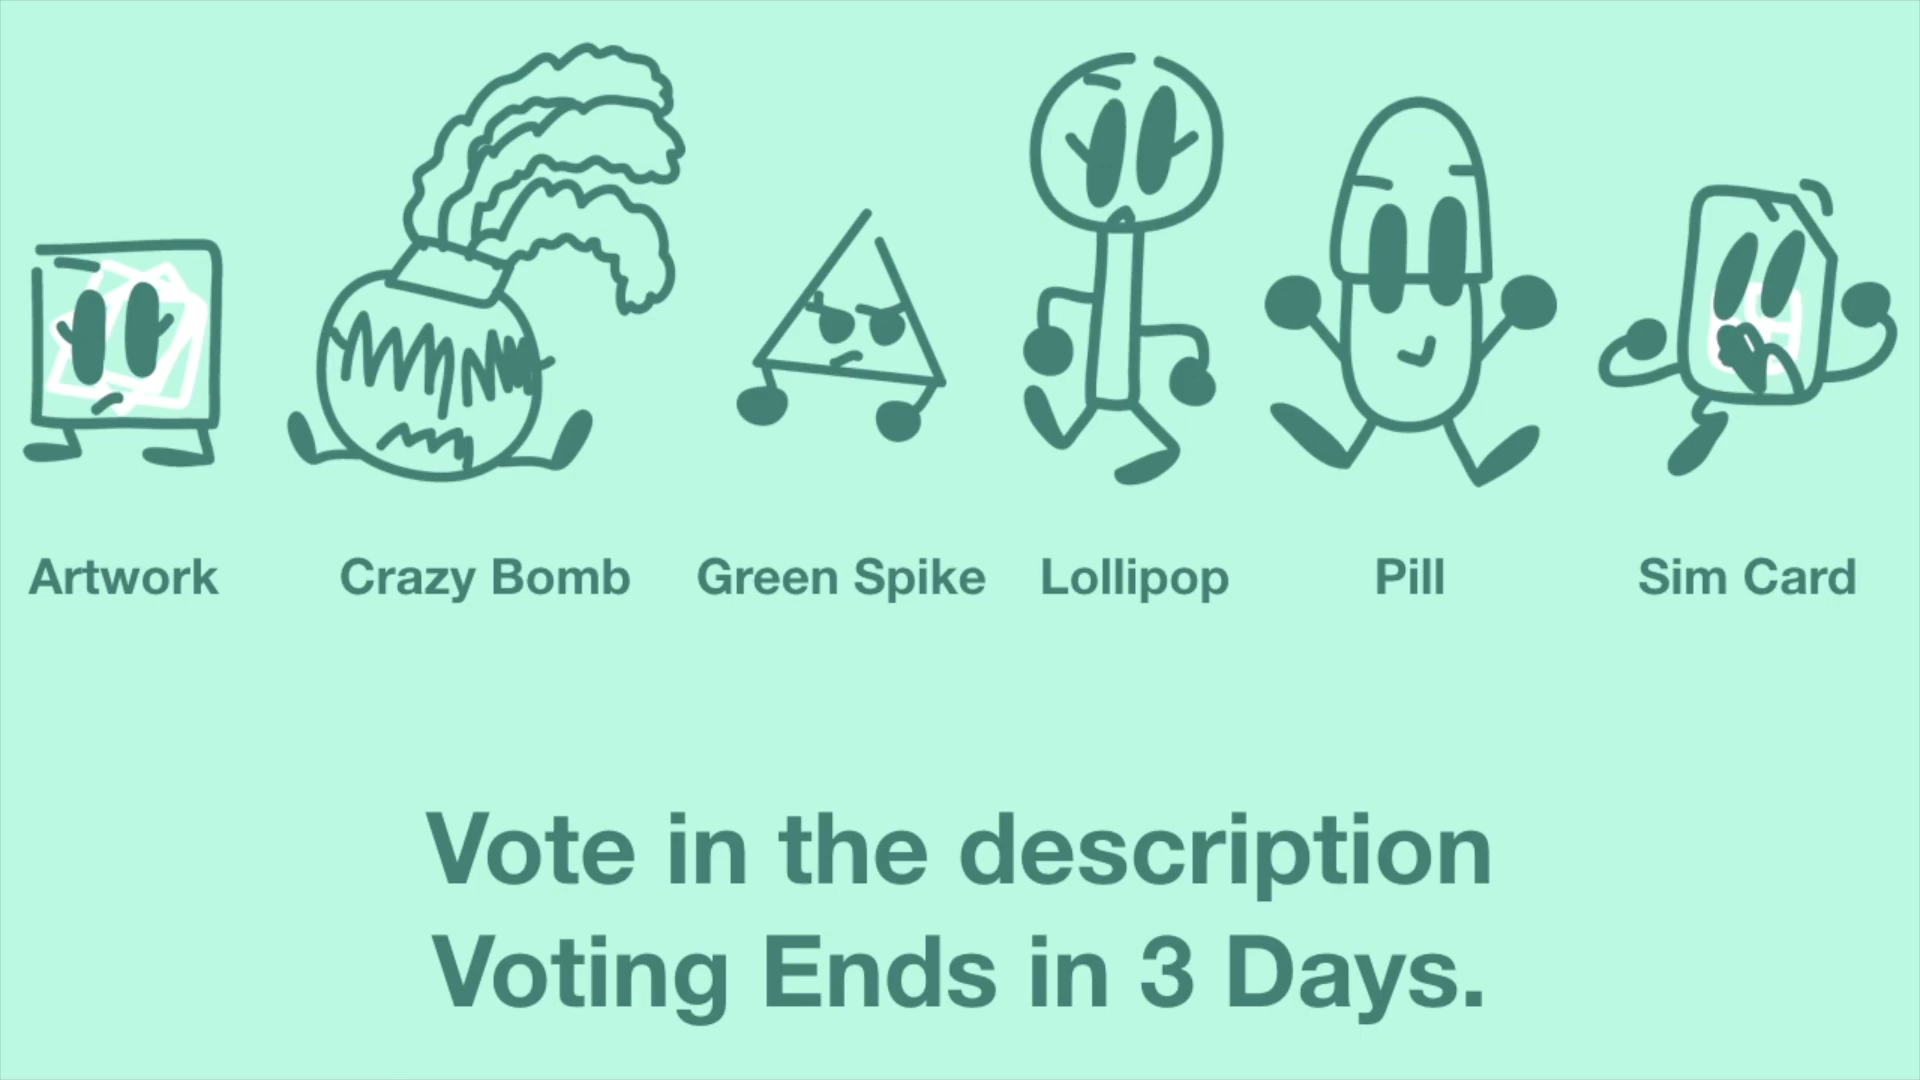 Artwork Crazy Bomb Green Spike Lollipop Pill Sim Card
Vote in the description
Voting Ends in 3 Days.